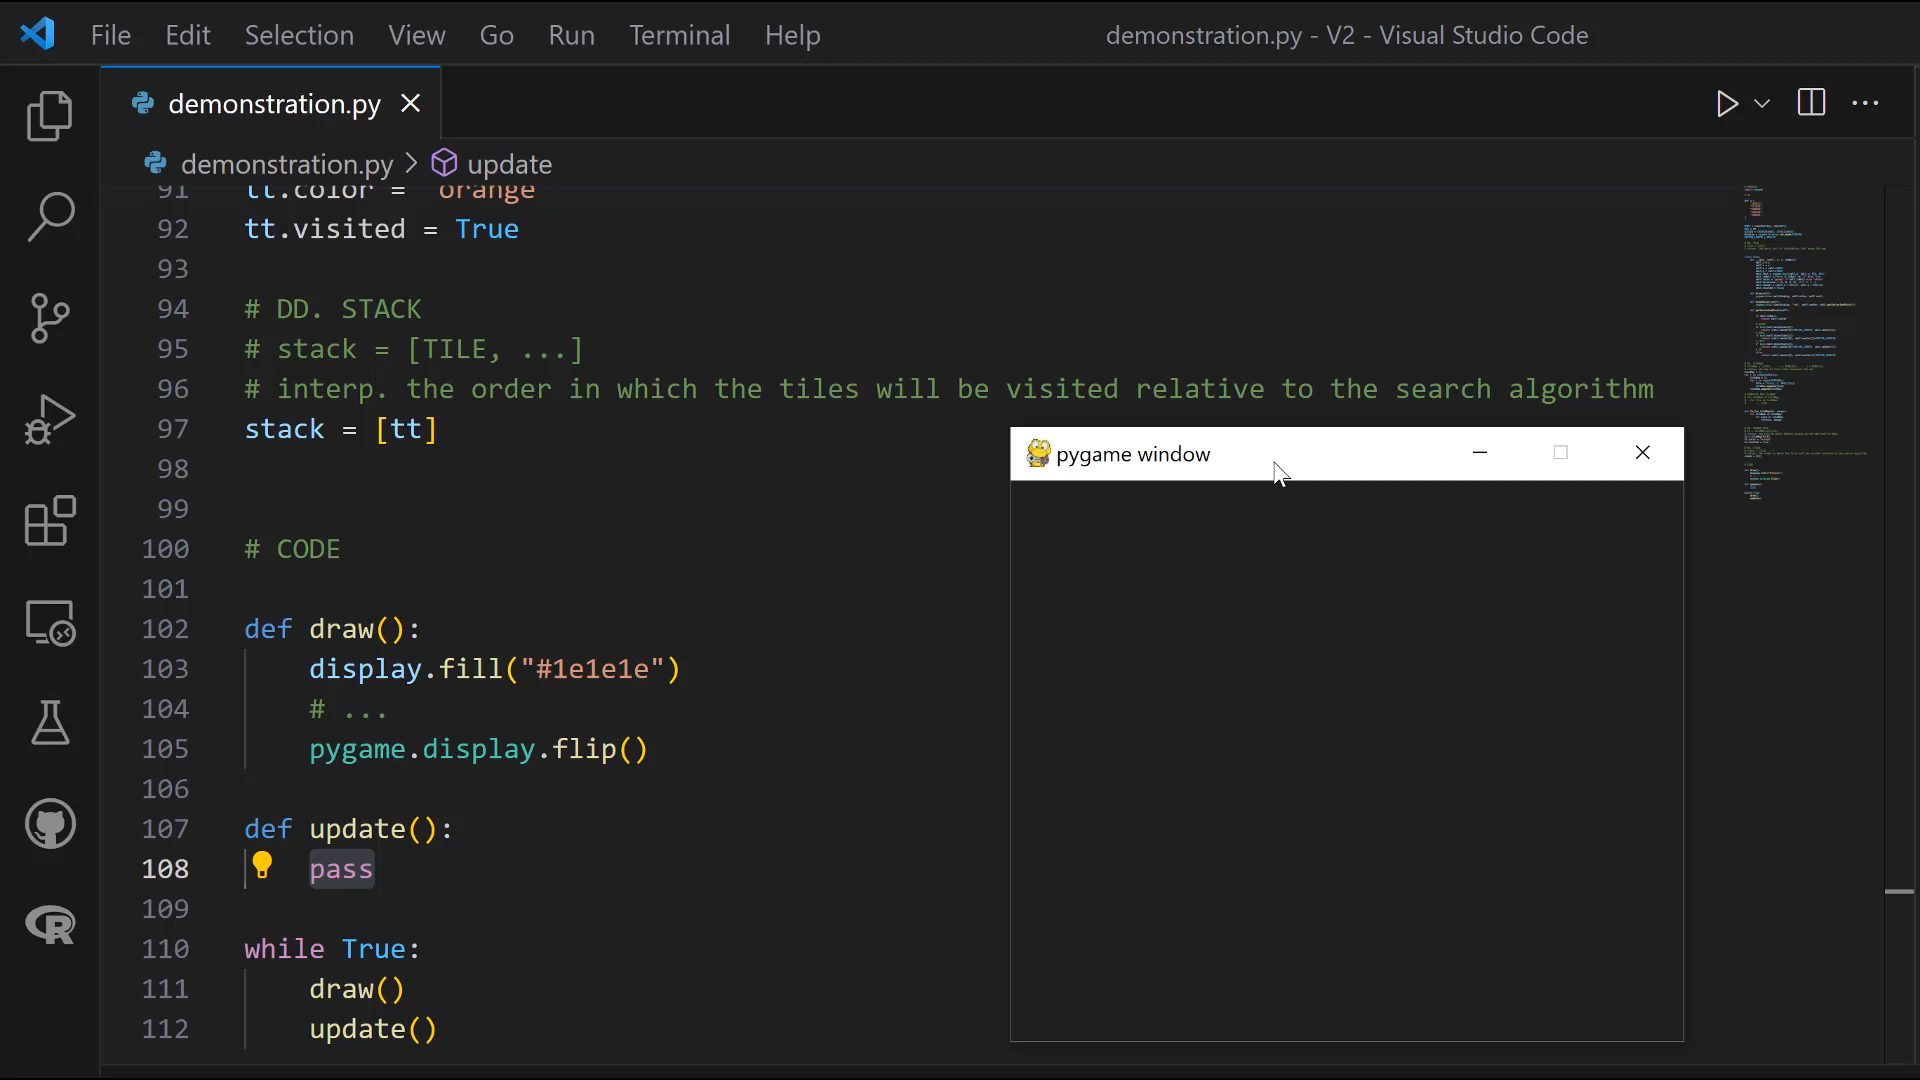 File Edit Selection View Go Run Terminal Help demonstration.py - V2 - Visual Studio Code
demonstration.py
demonstration.py > update
91 tt.color = "orange"
92 tt.visited = True
93
94 # DD. STACK
95 # stack = [TILE, ...]
96 # interp. the order in which the tiles will be visited relative to the search algorithm
97 stack = [tt]
98
99
100 # CODE
101
102 def draw():
103 display.fill("#1e1e1e")
104 # ...
105 pygame.display.flip()
106
107 def update():
108 pass
109
110 while True:
111 draw()
112 update()
pygame window